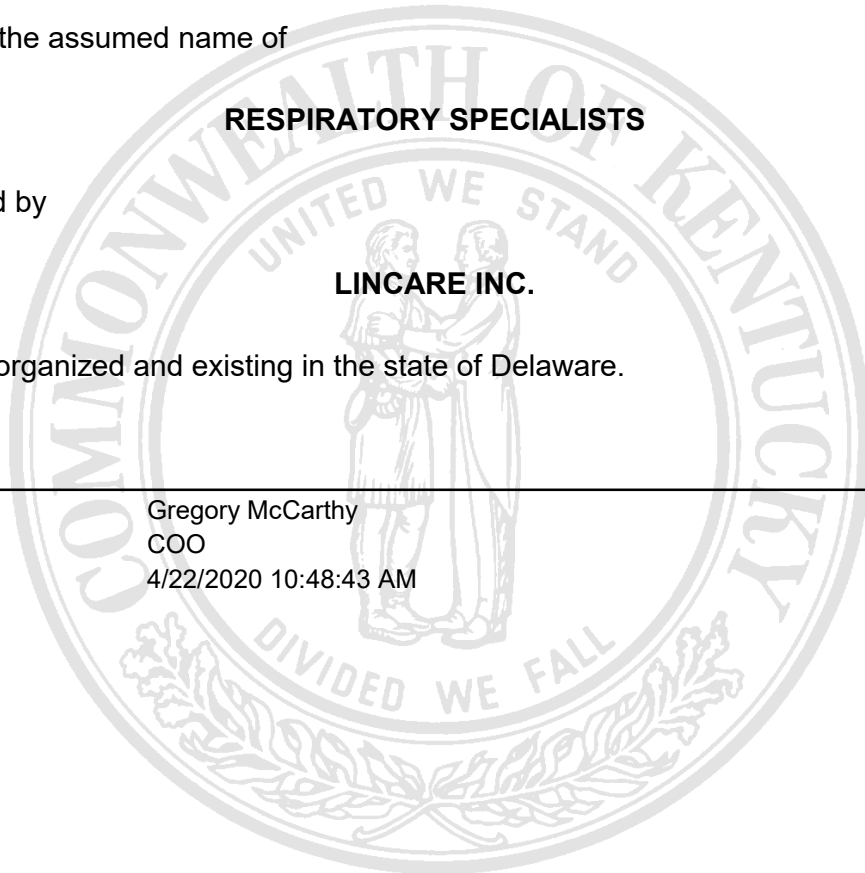 the assumed name of
RESPIRATORY SPECIALISTS
d by
LINCARE INC.
organized and existing in the state of Delaware.
Gregory McCarthy
COO
4/22/2020 10:48:43 AM
COMMONWEALTH OF KENTUCKY
UNITED WE STAND
DIVIDED WE FALL